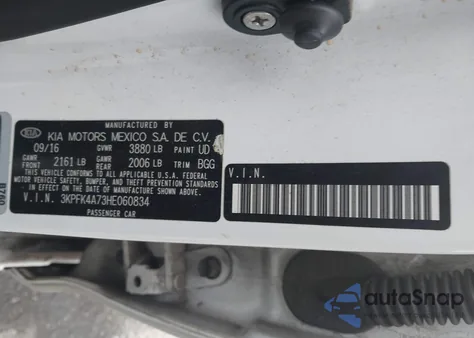 MANUFACTURED BY
KIA KIA MOTORS MEXICO S.A. DE C.V.
09/16 GVWR 3880 LB PAINT UD
GAWR FRONT 2161 LB GAWR REAR 2006 LB TRIM BGG
THIS VEHICLE CONFORMS TO ALL APPLICABLE U.S.A. FEDERAL
MOTOR VEHICLE SAFETY, BUMPER, AND THEFT PREVENTION
STANDARDS IN EFFECT ON THE DATE OF MANUFACTURE SHOWN ABOVE.
V.I.N. 3KPFK4A73HE060834
PASSENGER CAR
V.I.N.
autoSnap